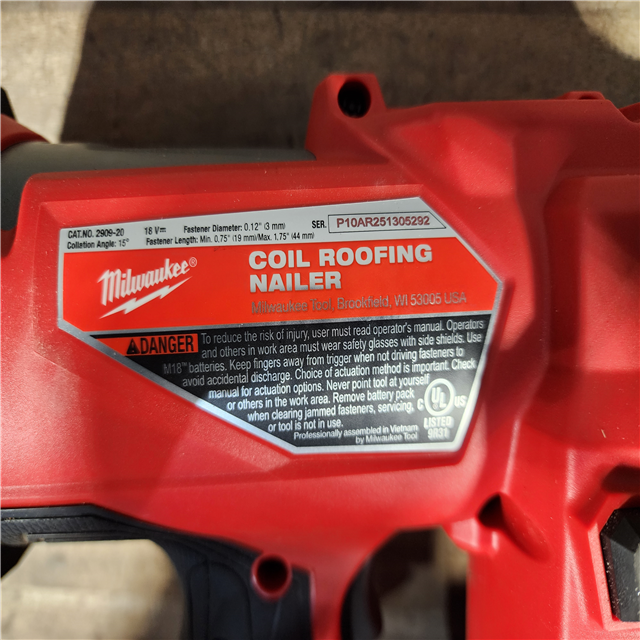 CAT.NO. 2909-20 18 V⎓ Fastener Diameter: 0.12" (3 mm) SER. P10AR251305292
Collation Angle: 15° Fastener Length: Min. 0.75" (19 mm)/Max. 1.75" (44 mm)
Milwaukee®
COIL ROOFING
NAILER
Milwaukee Tool, Brookfield, WI 53005 USA
DANGER
To reduce the risk of injury, user must read operator's manual. Operators
and others in work area must wear safety glasses with side shields. Use
M18™ batteries. Keep fingers away from trigger when not driving fasteners to
avoid accidental discharge. Choice of actuation method is important. Check
manual for actuation options. Never point tool at yourself
or others in the work area. Remove battery pack
when clearing jammed fasteners, servicing,
or tool is not in use.
Professionally assembled in Vietnam
by Milwaukee Tool
C UL US
LISTED
9R31